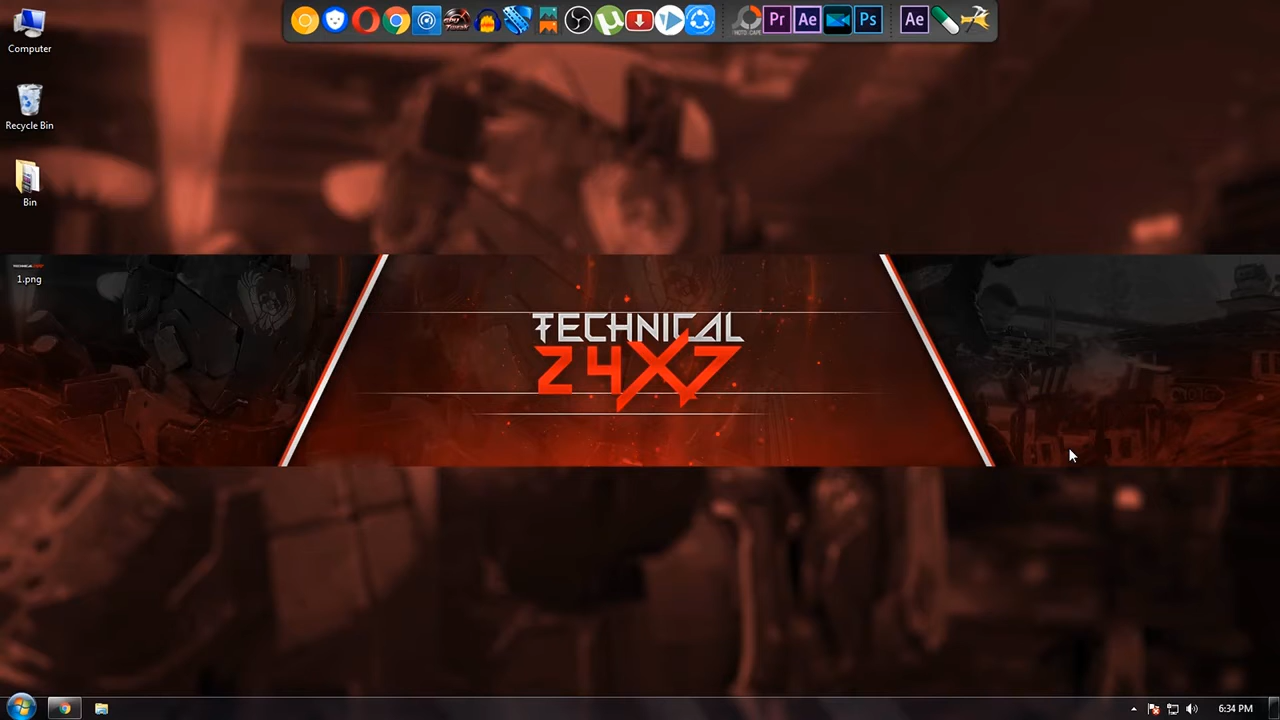 Computer
Recycle Bin
Bin
1.png
Pr
Ae
Ps
Ae
TECHNICAL
24X7
6:34 PM